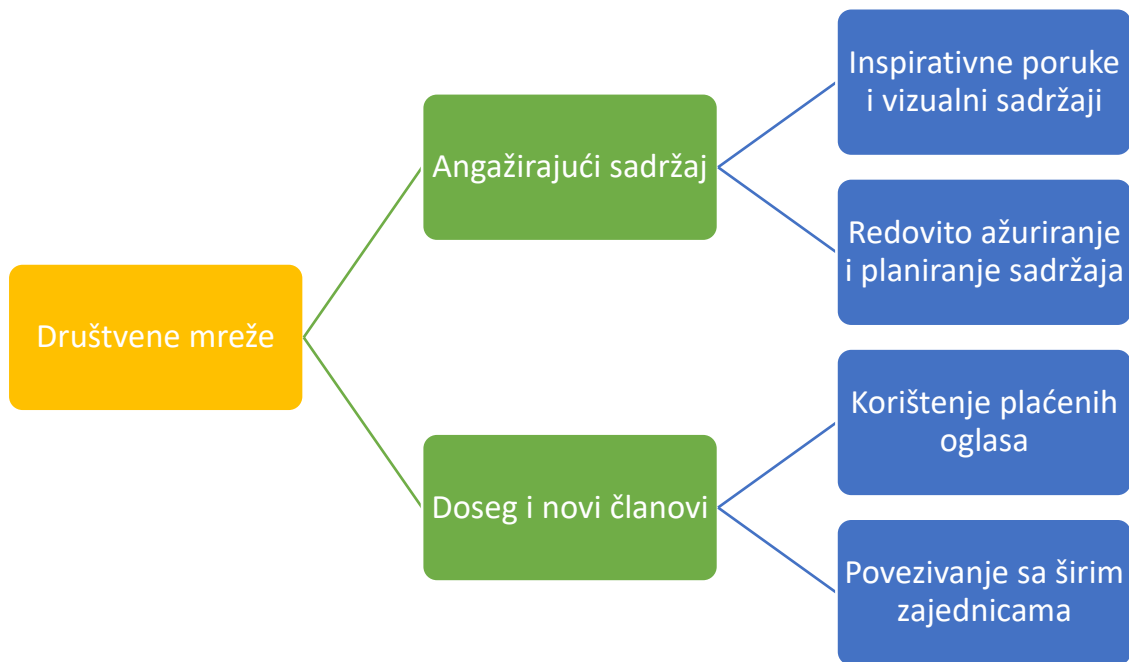 Društvene mreže
Angažirajući sadržaj
Inspirativne poruke
i vizualni sadržaji
Redovito ažuriranje
i planiranje sadržaja
Doseg i novi članovi
Korištenje plaćenih
oglasa
Povezivanje sa širim
zajednicama